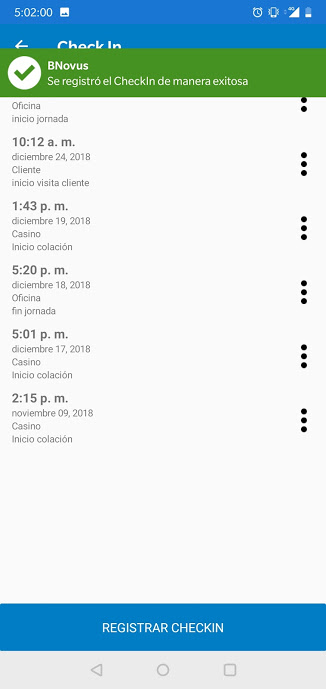 5:02:00
Check In
BNovus
Se registró el CheckIn de manera exitosa
Oficina
inicio jornada
10:12 a. m.
diciembre 24, 2018
Cliente
inicio visita cliente
1:43 p. m.
diciembre 19, 2018
Casino
Inicio colación
5:20 p. m.
diciembre 18, 2018
Oficina
fin jornada
5:01 p. m.
diciembre 17, 2018
Casino
Inicio colación
2:15 p. m.
noviembre 09, 2018
Casino
Inicio colación
REGISTRAR CHECKIN